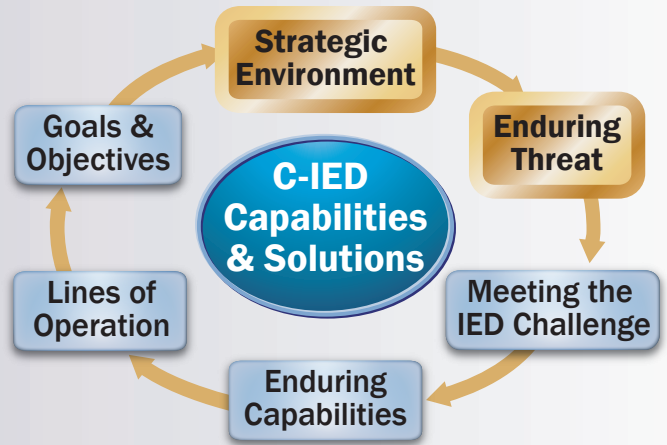 Strategic
Environment
Enduring
Threat
Meeting the
IED Challenge
Enduring
Capabilities
Lines of
Operation
Goals &
Objectives
C-IED
Capabilities
& Solutions